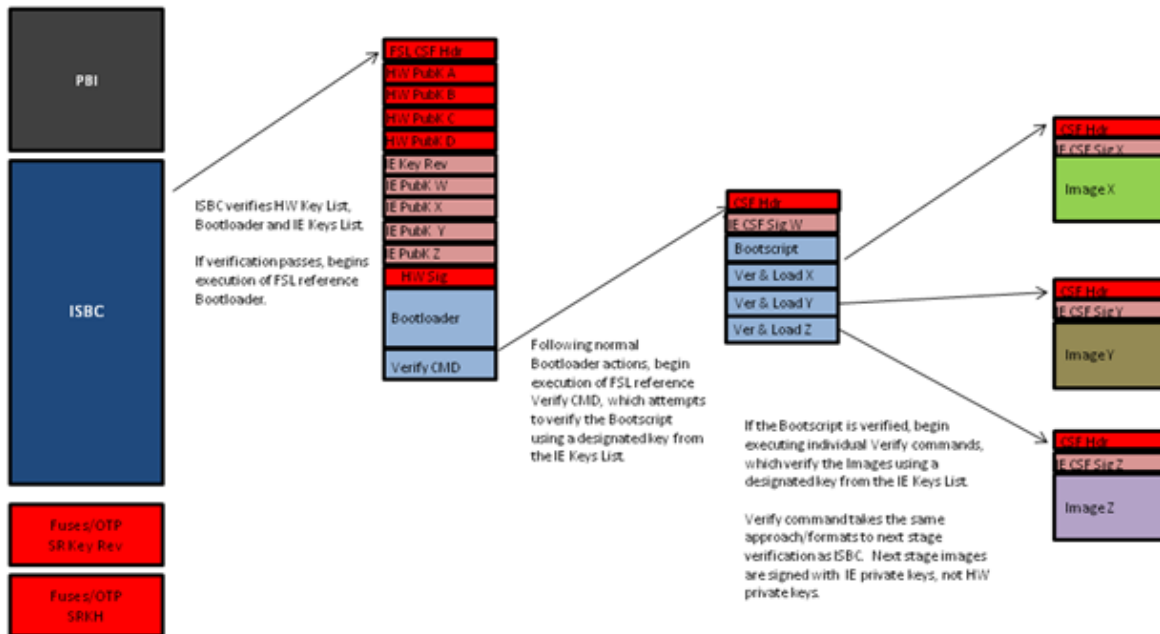 PBI
ISBC
Fuses/OTP
SR Key Rev
Fuses/OTP
SRKH
ISBC verifies HW Key List,
Bootloader and IE Keys List.
If verification passes, begins
execution of FSL reference
Bootloader.
FSL CSF Hdr
HW PubK A
HW PubK B
HW PubK C
HW PubK D
IE Key Rev
IE PubK W
IE PubK X
IE PubK Y
IE PubK Z
HW Sig
Bootloader
Verify CMD
Following normal
Bootloader actions, begin
execution of FSL reference
Verify CMD, which attempts
to verify the Bootscript
using a designated key from
the IE Keys List.
CSF Hdr
IE CSF Sig W
Bootscript
Ver & Load X
Ver & Load Y
Ver & Load Z
If the Bootscript is verified, begin
executing individual Verify commands,
which verify the Images using a
designated key from the IE Keys List.
Verify command takes the same
approach/formats to next stage
verification as ISBC. Next stage images
are signed with IE private keys, not HW
private keys.
CSF Hdr
IE CSF Sig X
Image X
CSF Hdr
IE CSF Sig Y
Image Y
CSF Hdr
IE CSF Sig Z
Image Z